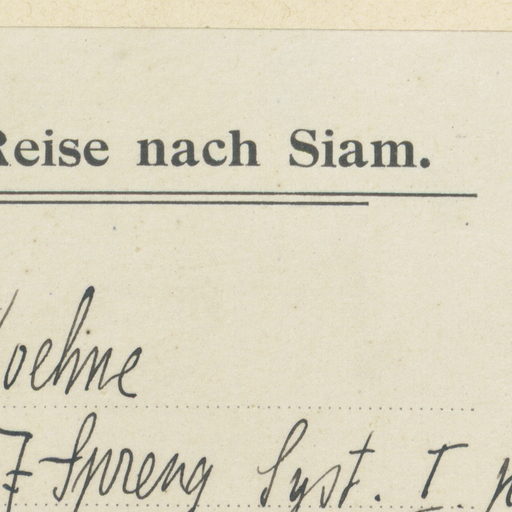 Reise nach Siam.
oehne
7 Spreng Syst. I